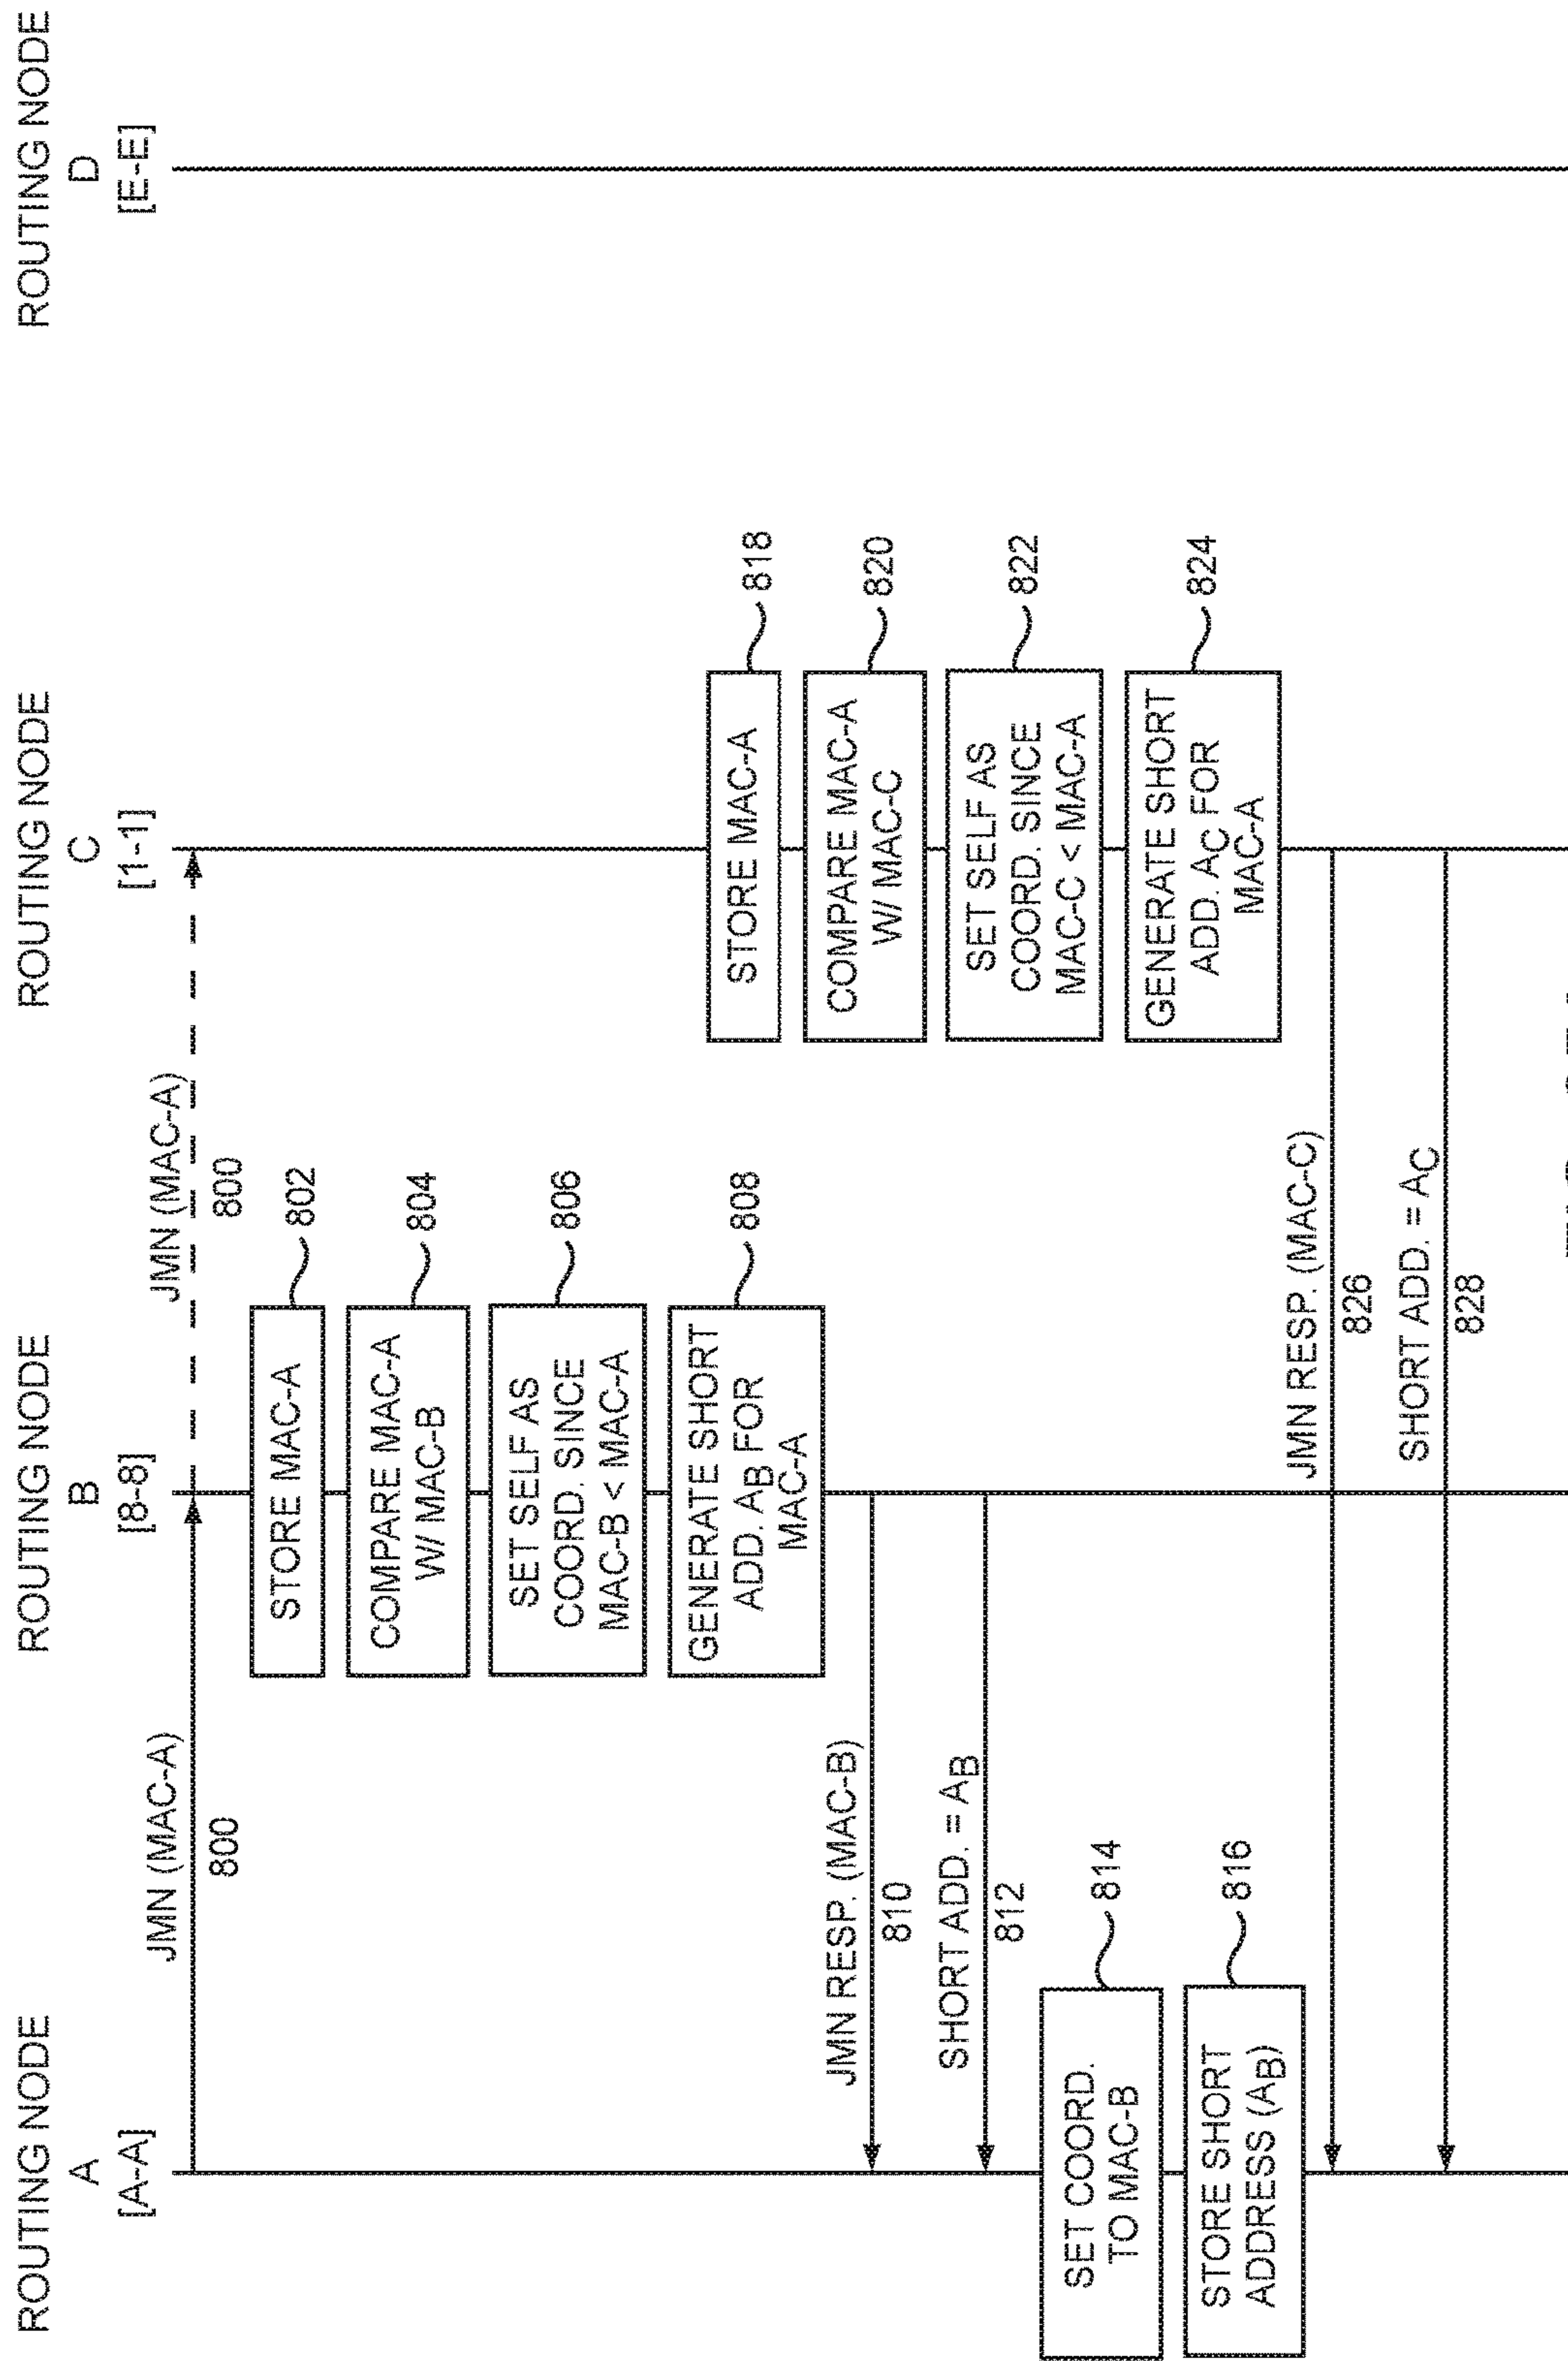 ROUTING NODE
A
[A-A]
ROUTING NODE
B
[8-8]
ROUTING NODE
C
[1-1]
ROUTING NODE
D
[E-E]
JMN (MAC-A)
800
JMN (MAC-A)
800
STORE MAC-A
802
COMPARE MAC-A
W/ MAC-B
804
SET SELF AS
COORD. SINCE
MAC-B < MAC-A
806
GENERATE SHORT
ADD. AB FOR
MAC-A
808
JMN RESP. (MAC-B)
810
SHORT ADD. = AB
812
SET COORD.
TO MAC-B
814
STORE SHORT
ADDRESS (AB)
816
STORE MAC-A
818
COMPARE MAC-A
W/ MAC-C
820
SET SELF AS
COORD. SINCE
MAC-C < MAC-A
822
GENERATE SHORT
ADD. AC FOR
MAC-A
824
JMN RESP. (MAC-C)
826
SHORT ADD. = AC
828